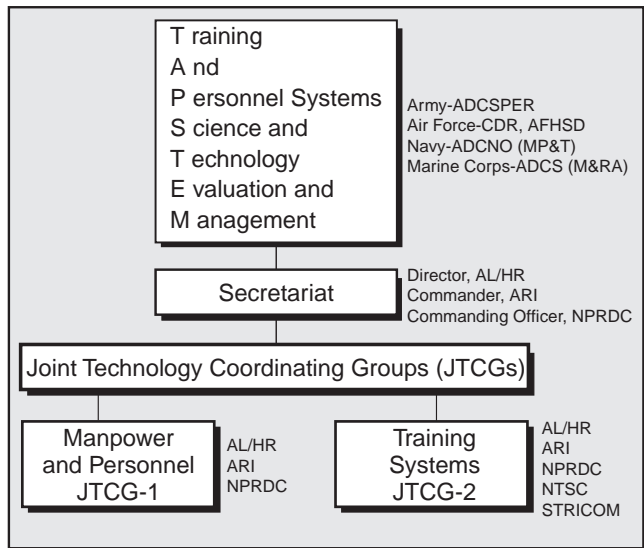 T raining
A nd
P ersonnel Systems
S cience and
T echnology
E valuation and
M anagement
Army-ADCSPER
Air Force-CDR, AFHSD
Navy-ADCNO (MP&T)
Marine Corps-ADCS (M&RA)
Secretariat
Director, AL/HR
Commander, ARI
Commanding Officer, NPRDC
Joint Technology Coordinating Groups (JTCGs)
Manpower
and Personnel
JTCG-1
AL/HR
ARI
NPRDC
Training
Systems
JTCG-2
AL/HR
ARI
NPRDC
NTSC
STRICOM